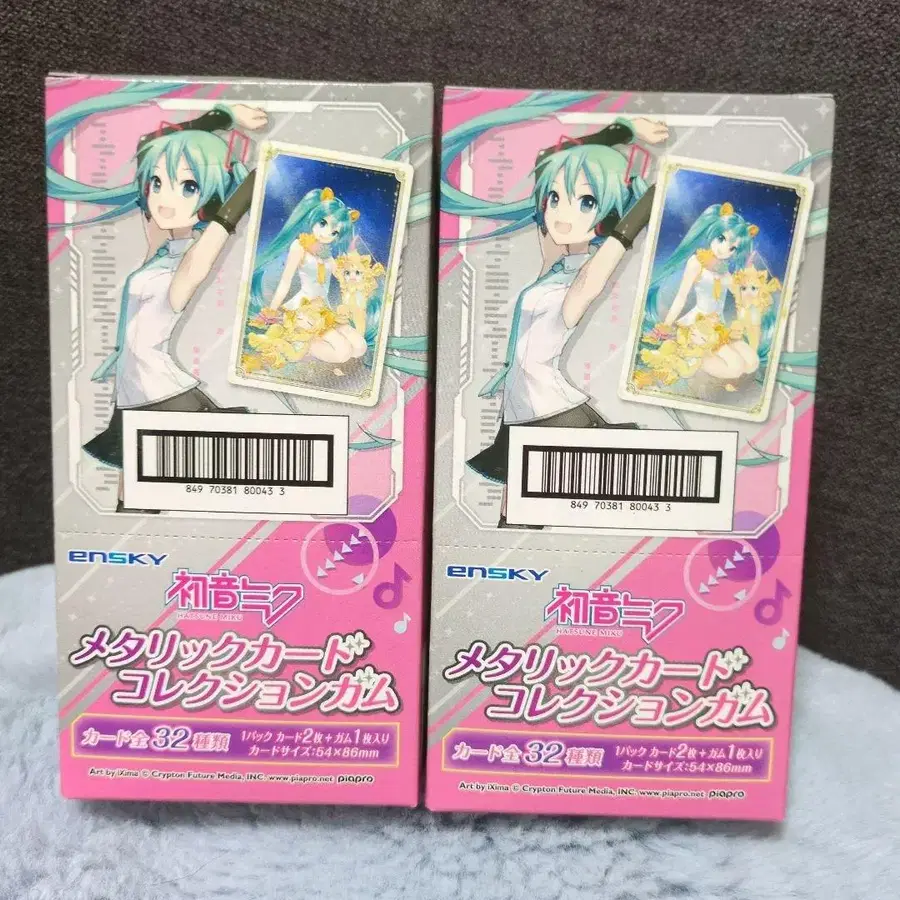 849 70381 80043 3
ensky
初音ミク
HATSUNE MIKU
メタリックカード
コレクションガム
カード全32種類
1パック カード2枚+ガム1枚入り
カードサイズ:54×86mm
Art by iXima © Crypton Future Media, INC. www.piapro.net piapro
849 70381 80043 3
ensky
初音ミク
HATSUNE MIKU
メタリックカード
コレクションガム
カード全32種類
1パック カード2枚+ガム1枚入り
カードサイズ:54×86mm
Art by iXima © Crypton Future Media, INC. www.piapro.net piapro